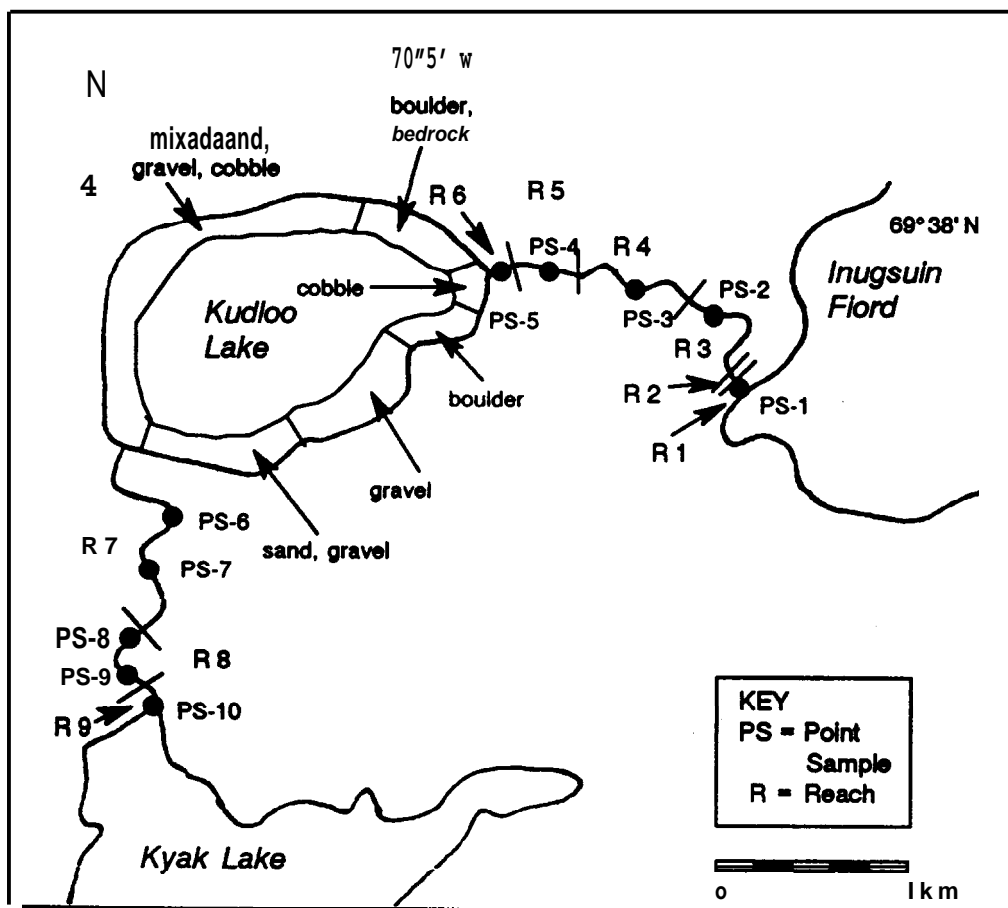 70"5' w
N
boulder,
bedrock
mixadaand,
gravel, cobble
4
R 6
R 5
PS-4
R 4
69°38' N
Inugsuin
Fiord
cobble
PS-2
PS-5
PS-3
Kudloo
Lake
R 3
R 2
boulder
PS-1
R 1
gravel
PS-6
sand, gravel
R 7
PS-7
PS-8
R 8
PS-9
PS-10
R 9
KEY
PS = Point
Sample
R = Reach
Kyak Lake
o
lkm